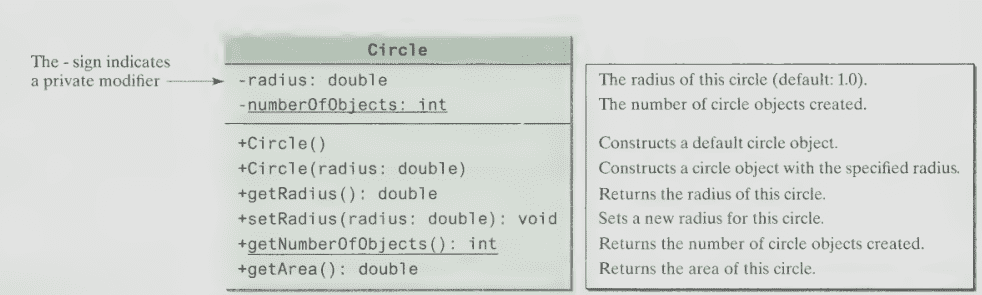 The - sign indicates
a private modifier
Circle
-radius: double
-numberOfObjects: int
+Circle()
+Circle(radius: double)
+getRadius(): double
+setRadius(radius: double): void
+getNumberOfObjects(): int
+getArea(): double
The radius of this circle (default: 1.0).
The number of circle objects created.
Constructs a default circle object.
Constructs a circle object with the specified radius.
Returns the radius of this circle.
Sets a new radius for this circle.
Returns the number of circle objects created.
Returns the area of this circle.